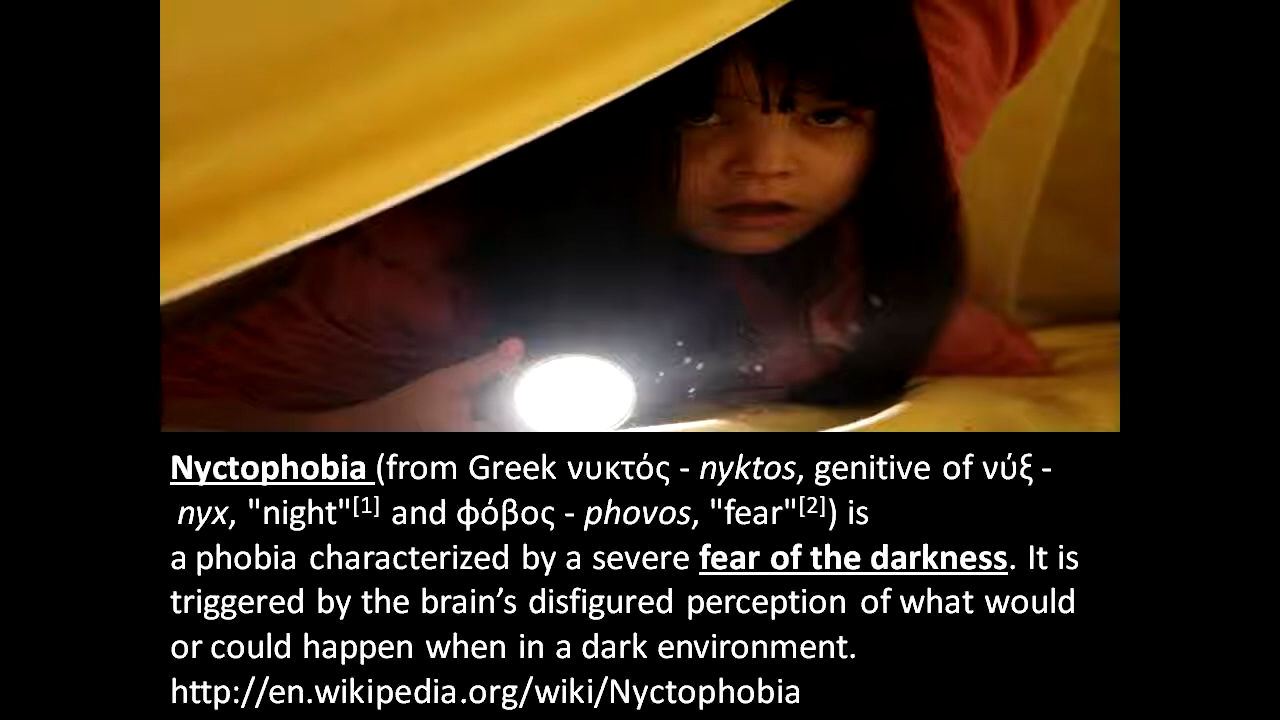 Nyctophobia (from Greek νυκτός - nyktos, genitive of νύξ -
nyx, "night"[1] and φόβος - phovos, "fear"[2]) is
a phobia characterized by a severe fear of the darkness. It is
triggered by the brain’s disfigured perception of what would
or could happen when in a dark environment.
http://en.wikipedia.org/wiki/Nyctophobia